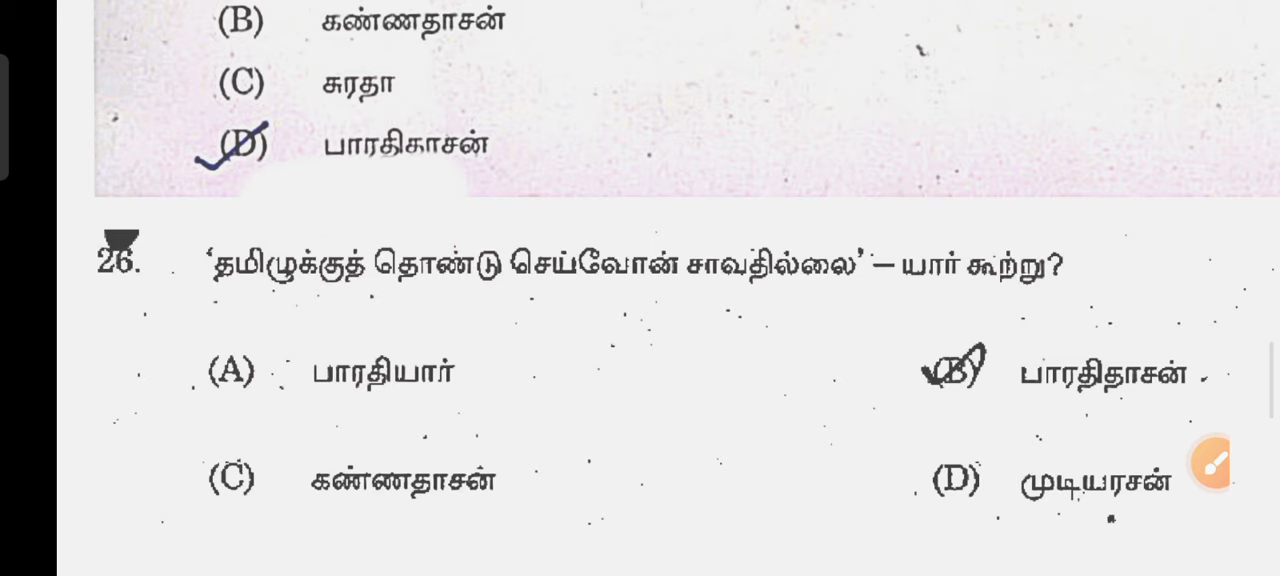 (B) கண்ணதாசன்
(C) சுரதா
(D) பாரதிதாசன்
26. ‘தமிழுக்குத் தொண்டு செய்வோன் சாவதில்லை’ – யார் கூற்று?
(A) பாரதியார் (B) பாரதிதாசன்
(C) கண்ணதாசன் (D) முடியரசன்